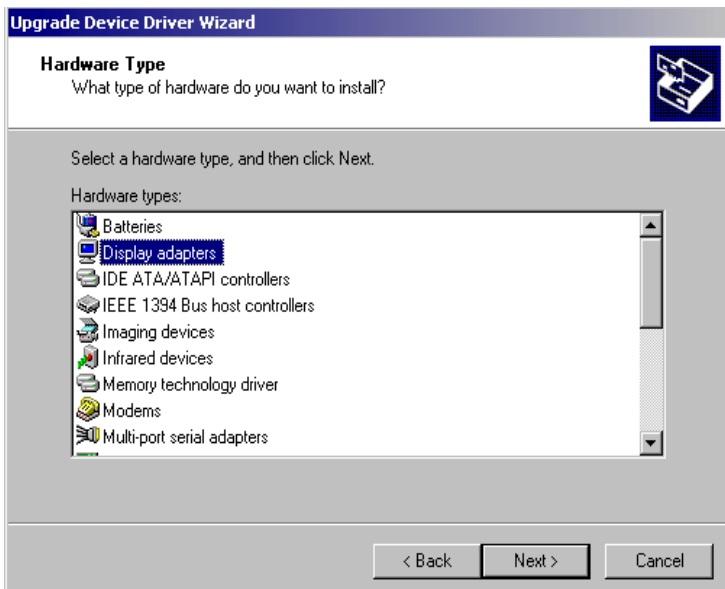 Upgrade Device Driver Wizard
Hardware Type
What type of hardware do you want to install?
Select a hardware type, and then click Next.
Hardware types:
Batteries
Display adapters
IDE ATA/ATAPI controllers
IEEE 1394 Bus host controllers
Imaging devices
Infrared devices
Memory technology driver
Modems
Multi-port serial adapters
< Back Next > Cancel